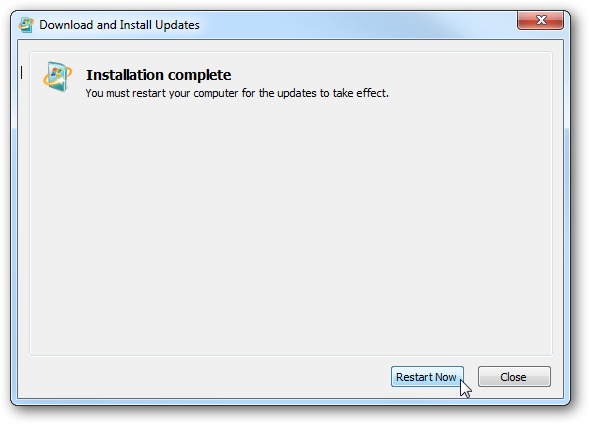 Download and Install Updates
Installation complete
You must restart your computer for the updates to take effect.
Restart Now
Close